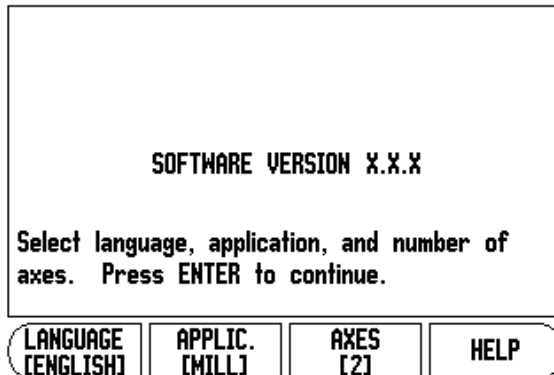 SOFTWARE VERSION X.X.X
Select language, application, and number of
axes. Press ENTER to continue.
LANGUAGE APPLIC. AXES HELP
[ENGLISH] [MILL] [2]